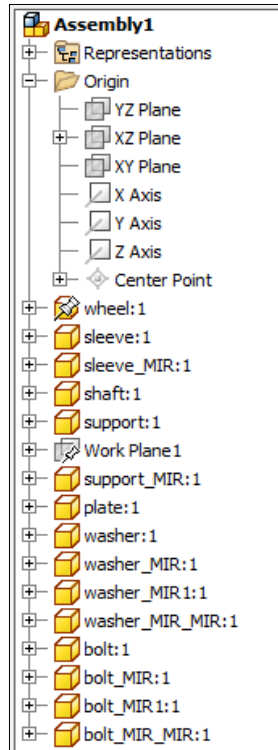 Assembly1
Representations
Origin
YZ Plane
XZ Plane
XY Plane
X Axis
Y Axis
Z Axis
Center Point
wheel:1
sleeve:1
sleeve_MIR:1
shaft:1
support:1
Work Plane1
support_MIR:1
plate:1
washer:1
washer_MIR:1
washer_MIR1:1
washer_MIR_MIR:1
bolt:1
bolt_MIR:1
bolt_MIR1:1
bolt_MIR_MIR:1